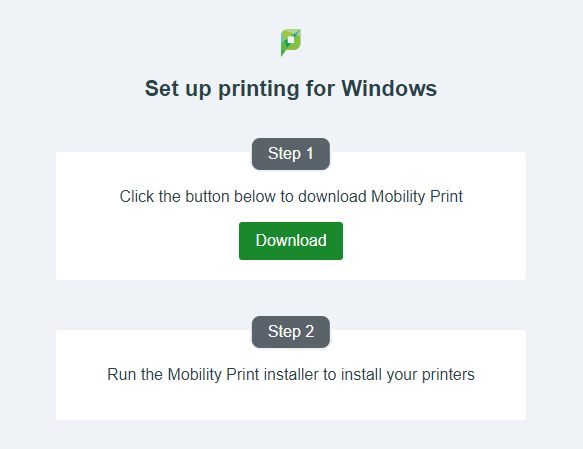 Set up printing for Windows
Step 1
Click the button below to download Mobility Print
Download
Step 2
Run the Mobility Print installer to install your printers